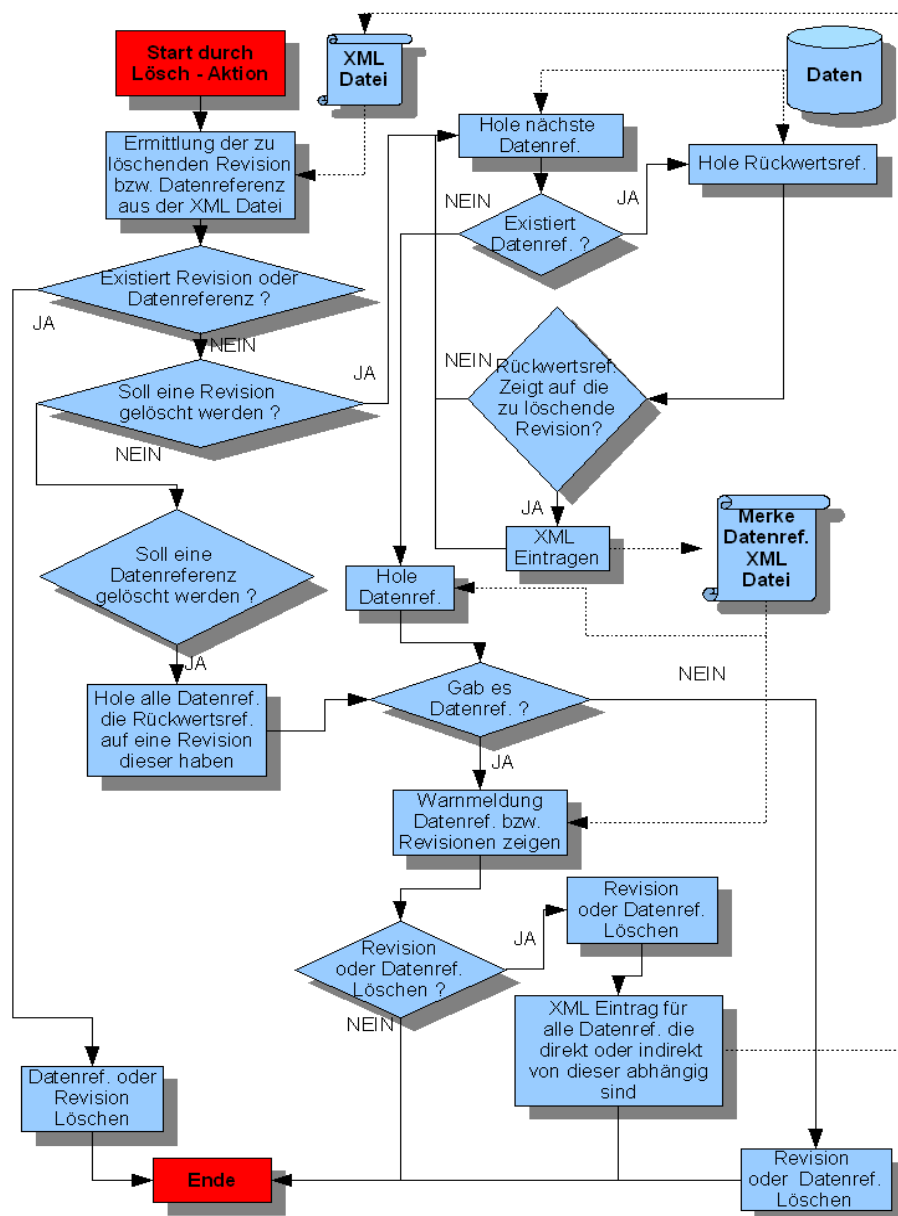 Start durch
Lösch - Aktion
XML
Datei
Daten
Ermittlung der zu
löschenden Revision
bzw. Datenreferenz
aus der XML Datei
Hole nächste
Datenref.
Hole Rückwertsref.
NEIN
JA
Existiert
Datenref. ?
Existiert Revision oder
Datenreferenz ?
JA
NEIN
Soll eine Revision
gelöscht werden ?
JA
NEIN
NEIN
Rückwertsref.
Zeigt auf die
zu löschende
Revision?
JA
XML
Eintragen
Merke
Datenref.
XML
Datei
Soll eine
Datenreferenz
gelöscht werden ?
JA
Hole
Datenref.
Hole alle Datenref.
die Rückwertsref.
auf eine Revision
dieser haben
Gab es
Datenref. ?
NEIN
JA
Warnmeldung
Datenref. bzw.
Revisionen zeigen
Revision
oder Datenref.
Löschen ?
JA
NEIN
Revision
oder Datenref.
Löschen
XML Eintrag für
alle Datenref. die
direkt oder indirekt
von dieser abhängig
sind
Datenref. oder
Revision
Löschen
Ende
Revision
oder Datenref.
Löschen